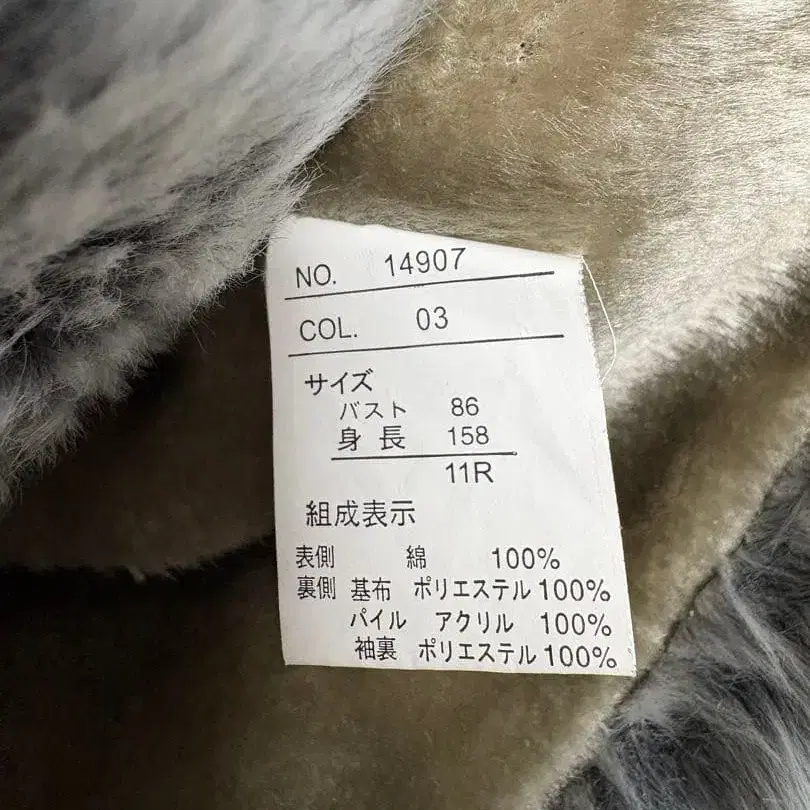 NO. 14907
COL. 03
サイズ
バスト 86
身長 158
11R
組成表示
表側 綿 100%
裏側 基布 ポリエステル 100%
パイル アクリル 100%
袖裏 ポリエステル 100%